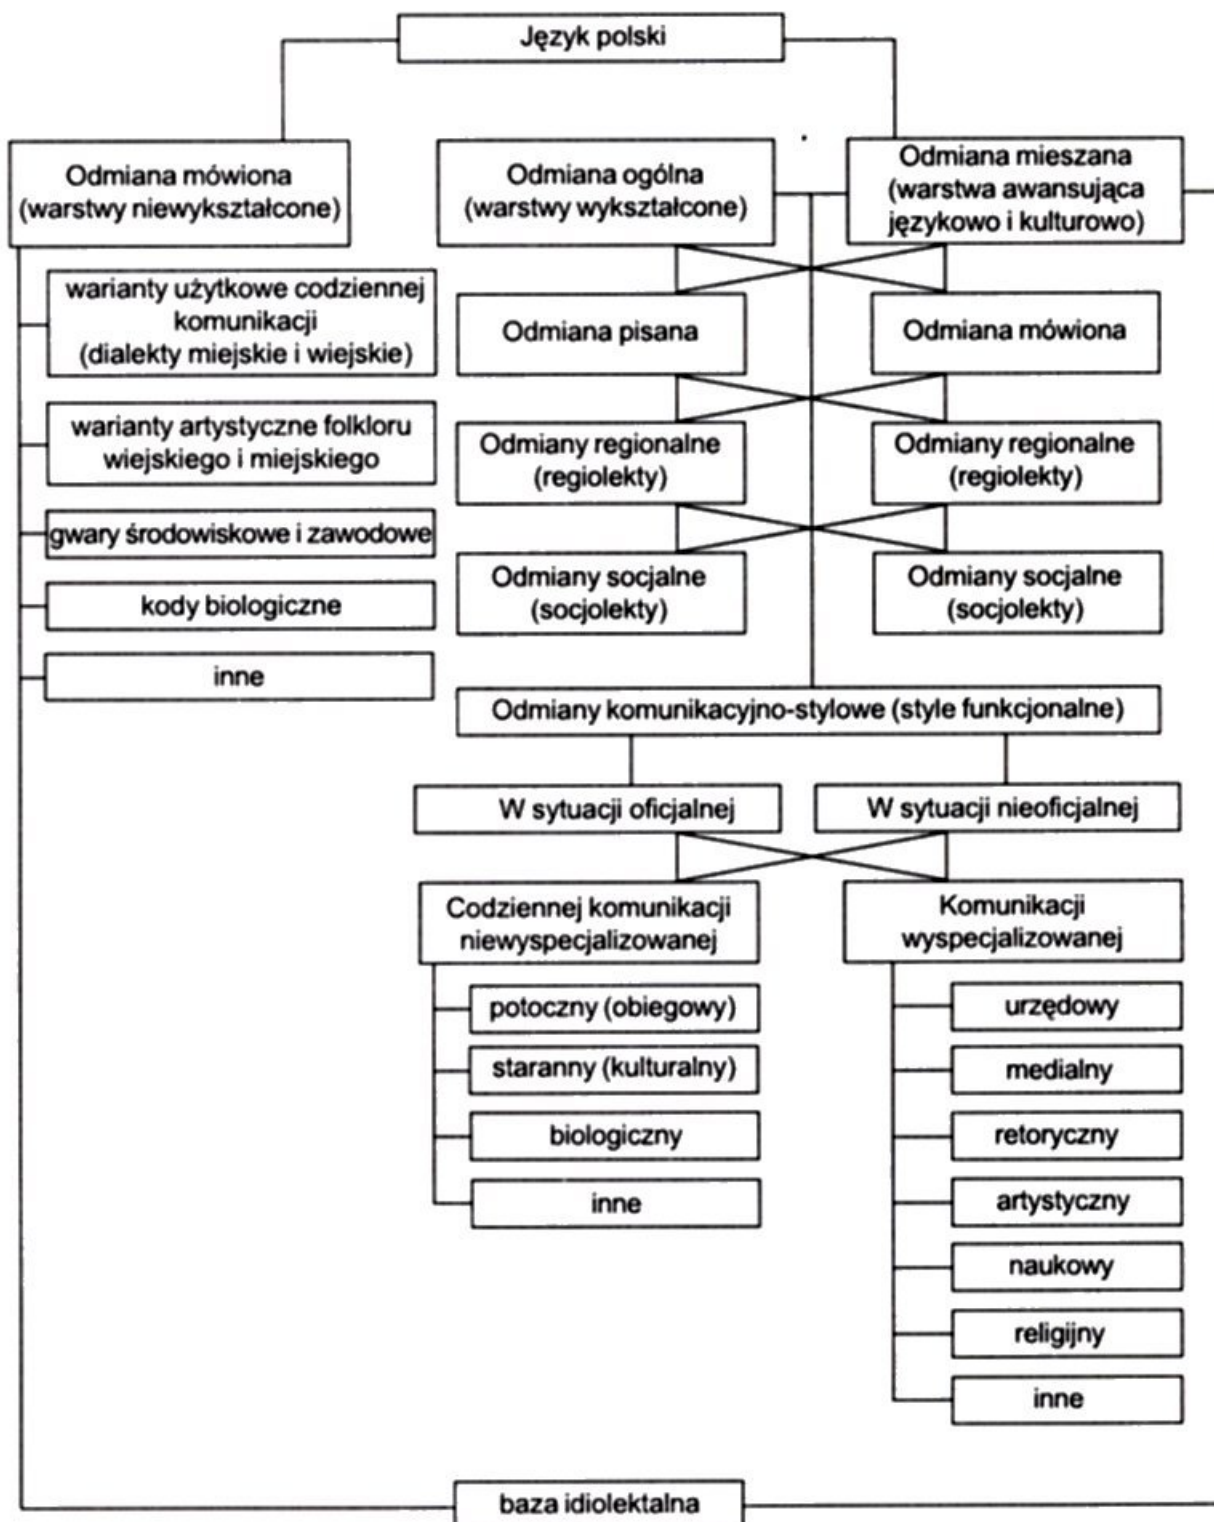 Język polski
Odmiana mówiona
(warstwy niewykształcone)
Odmiana ogólna
(warstwy wykształcone)
Odmiana mieszana
(warstwa awansująca
językowo i kulturowo)
warianty użytkowe codziennej
komunikacji
(dialekty miejskie i wiejskie)
warianty artystyczne folkloru
wiejskiego i miejskiego
gwary środowiskowe i zawodowe
kody biologiczne
inne
Odmiana pisana
Odmiana mówiona
Odmiany regionalne
(regiolekty)
Odmiany regionalne
(regiolekty)
Odmiany socjalne
(socjolekty)
Odmiany socjalne
(socjolekty)
Odmiany komunikacyjno-stylowe (style funkcjonalne)
W sytuacji oficjalnej
W sytuacji nieoficjalnej
Codziennej komunikacji
niewyspecjalizowanej
potoczny (obiegowy)
staranny (kulturalny)
biologiczny
inne
Komunikacji
wyspecjalizowanej
urzędowy
medialny
retoryczny
artystyczny
naukowy
religijny
inne
baza idiolektalna